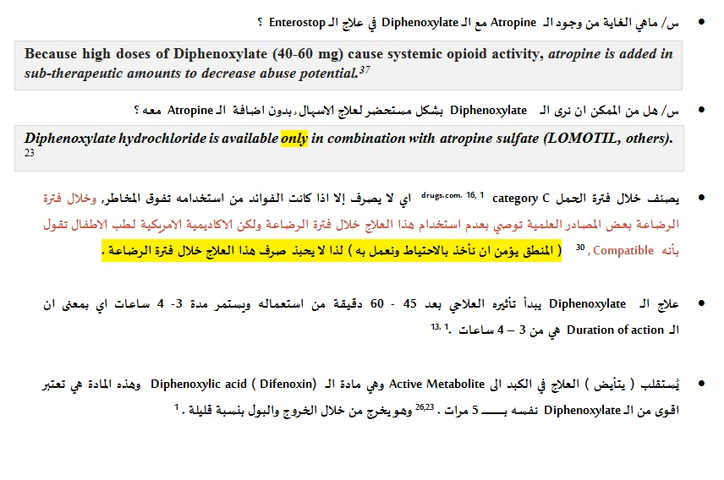 • س/ ماهي الغاية من وجود الـ Atropine مع الـ Diphenoxylate في علاج الـ Enterostop ؟
Because high doses of Diphenoxylate (40-60 mg) cause systemic opioid activity, atropine is added in
sub-therapeutic amounts to decrease abuse potential.37
• س/ هل من الممكن ان نرى الـ Diphenoxylate بشكل مستحضر لعلاج الاسهال، بدون اضافة الـ Atropine معه ؟
Diphenoxylate hydrochloride is available only in combination with atropine sulfate (LOMOTIL, others).
23
• يصنف خلال فترة الحمل category C drugs.com. 16, 1 اي لا يصرف إلا اذا كانت الفوائد من استخدامه تفوق المخاطر, وخلال فترة
الرضاعة بعض المصادر العلمية توصي بعدم استخدام هذا العلاج خلال فترة الرضاعة ولكن الاكاديمية الامريكية لطب الاطفال تقول
بأنه Compatible, 30 ( المنطق يؤمن ان نأخذ بالاحتياط ونعمل به ) لذا لا يحبذ صرف هذا العلاج خلال فترة الرضاعة .
• علاج الـ Diphenoxylate يبدأ تأثيره العلاجي بعد 45 - 60 دقيقة من استعماله ويستمر مدة 3- 4 ساعات اي بمعنى ان
الـ Duration of action هي من 3 – 4 ساعات .13, 1
• يُستقلب ( يتأيض ) العلاج في الكبد الى Active Metabolite وهي مادة الـ Diphenoxylic acid ( Difenoxin) وهذه المادة هي تعتبر
اقوى من الـ Diphenoxylate نفسه بـــــ 5 مرات . 26,23 وهو يخرج من خلال الخروج والبول بنسبة قليلة . 1